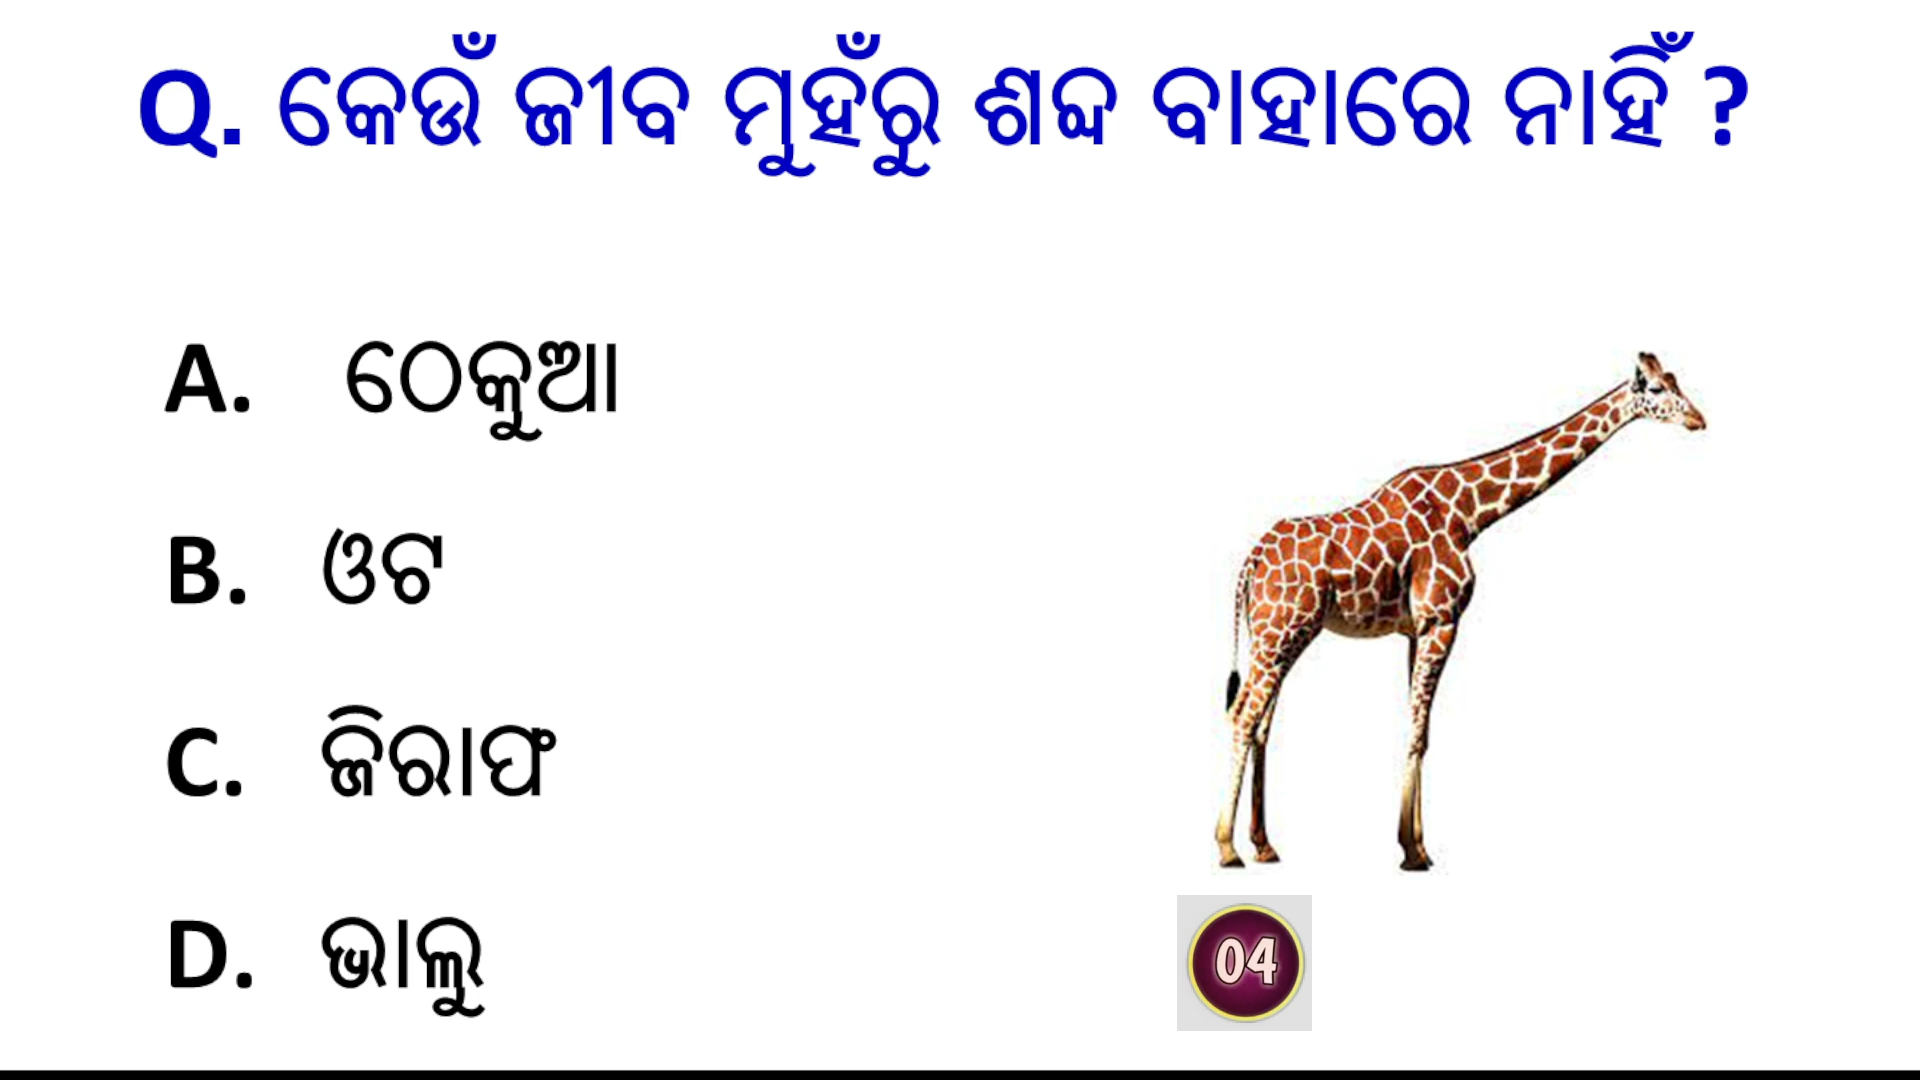 Q. କେଉଁ ଜୀବ ମୁହଁରୁ ଶବ୍ଦ ବାହାରେ ନାହିଁ ?
A. ଠେକୁଆ
B. ଓଟ
C. ଜିରାଫ
D. ଭାଲୁ
04